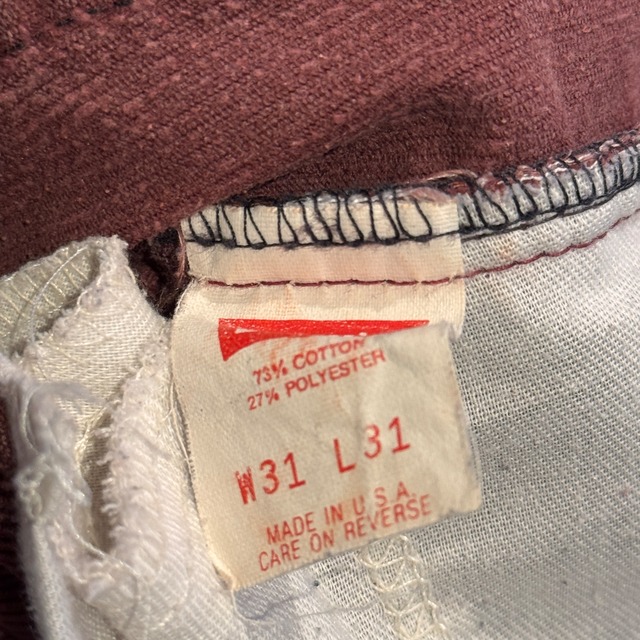 73% COTTON
27% POLYESTER
W31 L31
MADE IN U.S.A.
CARE ON REVERSE